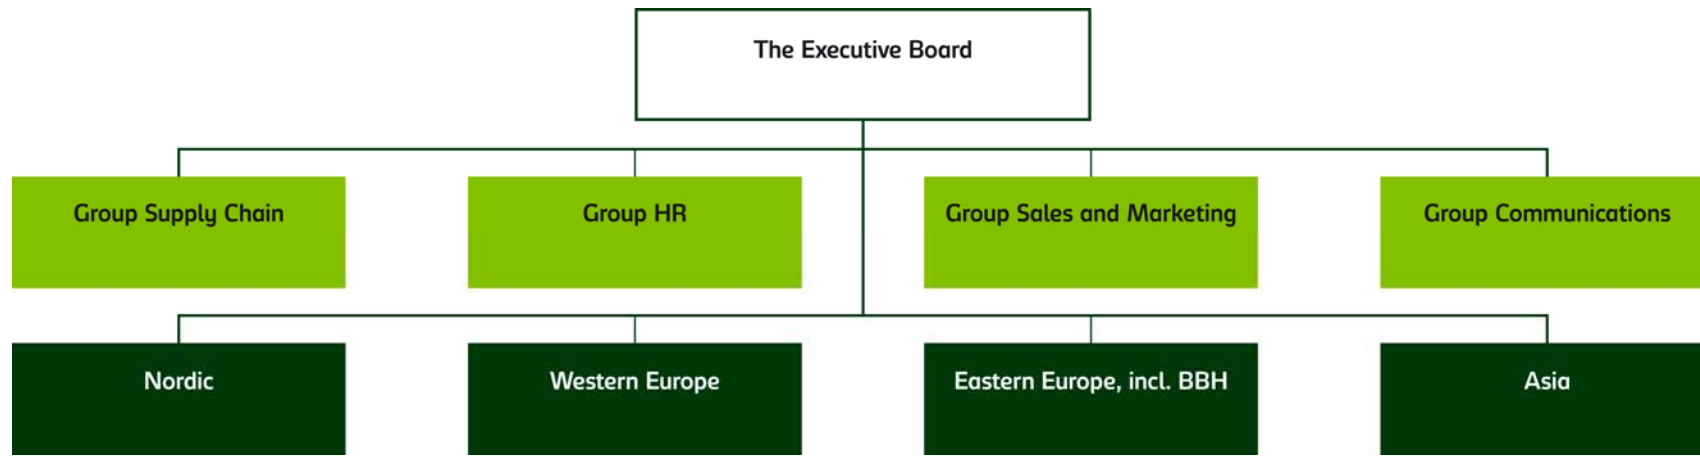 The Executive Board
Group Supply Chain
Group HR
Group Sales and Marketing
Group Communications
Nordic
Western Europe
Eastern Europe, incl. BBH
Asia